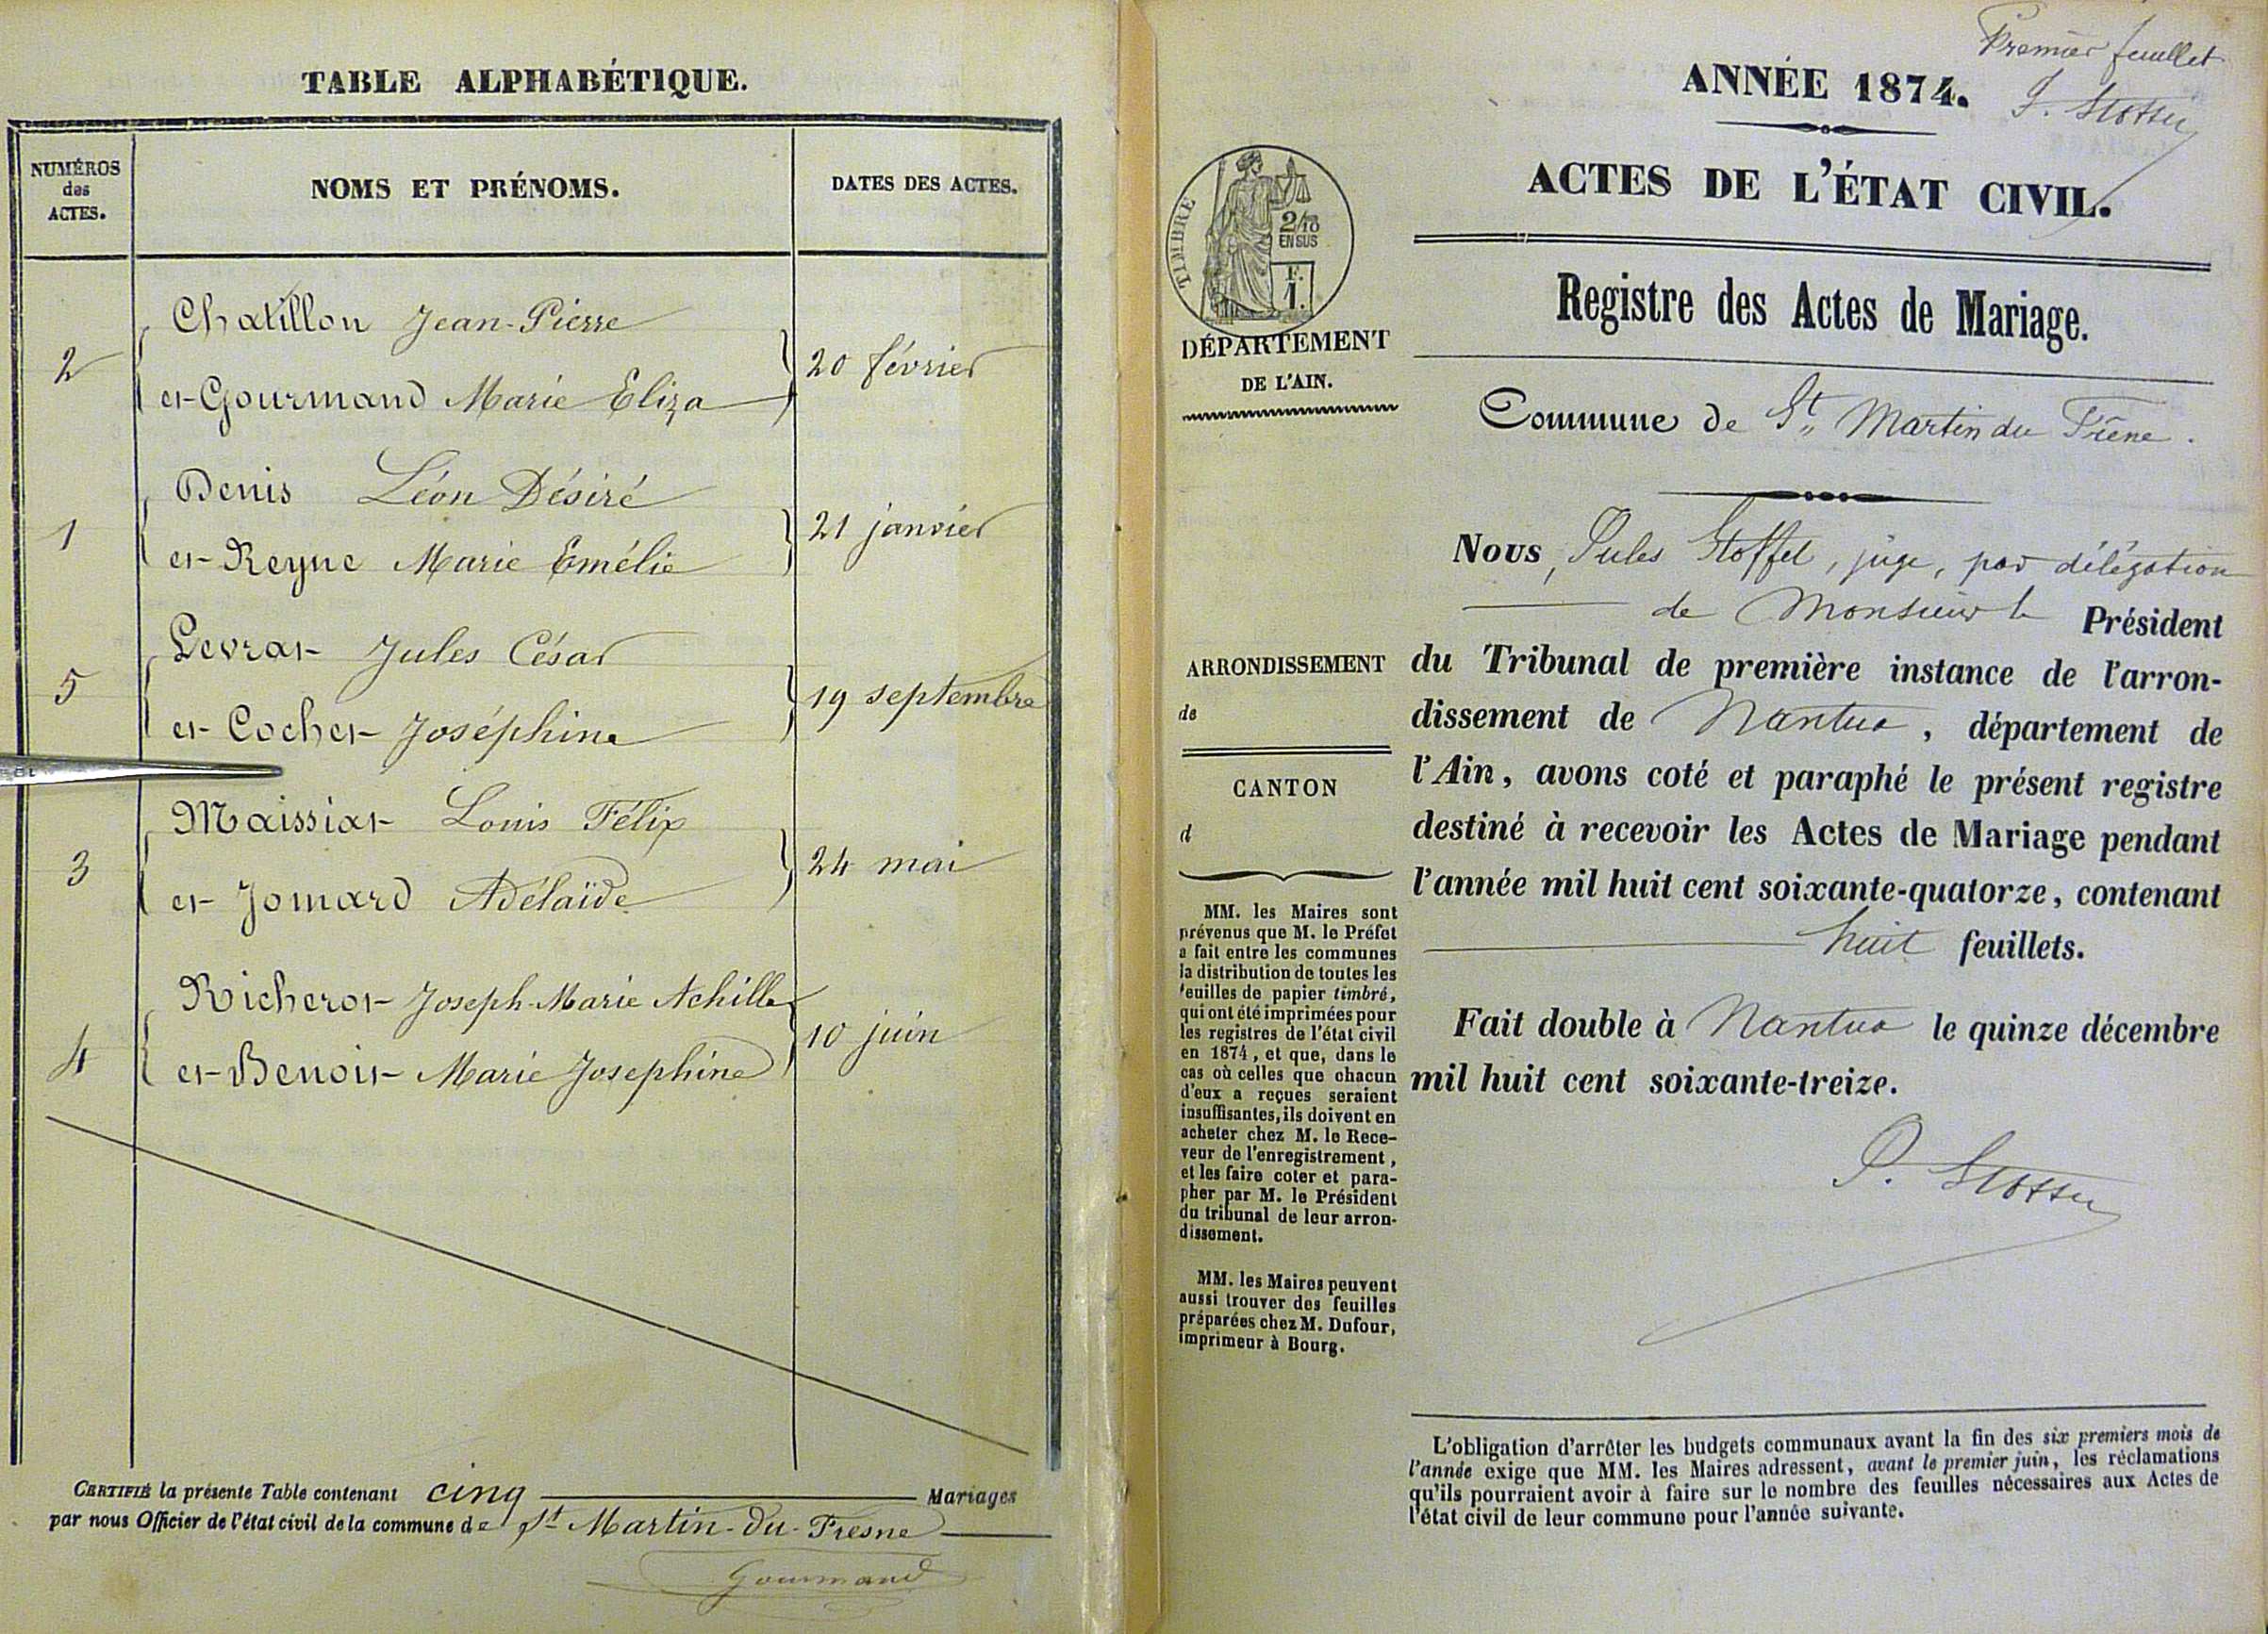 TABLE ALPHABÉTIQUE.
NUMÉROS
des
ACTES.
NOMS ET PRÉNOMS.
DATES DES ACTES.
Chatillon Jean-Pierre
2
20 février
et Gourmand Marie Eliza
Denis Léon Désiré
1
21 janvier
et Reyne Marie Emélie
Levrat Jules César
5
19 septembre
et Cochet Joséphine
Maissiat Louis Félix
3
24 mai
et Jomard Adélaïde
Richerot Joseph-Marie Achille
4
10 juin
et Benoit Marie Josephine
CERTIFIÉ la présente Table contenant cinq Mariages
par nous Officier de l'état civil de la commune de St Martin-du-Fresne
Gourmand
Premier feuillet
J. Stoffel
ANNÉE 1874.
ACTES DE L'ÉTAT CIVIL.
TIMBRE
2/10
EN SUS
F.
1.
DÉPARTEMENT
DE L'AIN.
Registre des Actes de Mariage.
Commune de St Martin du Frêne.
Nous, Jules Stoffel, juge, par délégation
de Monsieur le Président
du Tribunal de première instance de l'arron-
dissement de Nantua, département de
l'Ain, avons coté et paraphé le présent registre
destiné à recevoir les Actes de Mariage pendant
l'année mil huit cent soixante-quatorze, contenant
huit feuillets.
Fait double à Nantua le quinze décembre
mil huit cent soixante-treize.
J. Stoffel
ARRONDISSEMENT
de
CANTON
d
MM. les Maires sont
prévenus que M. le Préfet
a fait entre les communes
la distribution de toutes les
feuilles de papier timbré,
qui ont été imprimées pour
les registres de l'état civil
en 1874, et que, dans le
cas où celles que chacun
d'eux a reçues seraient
insuffisantes, ils doivent en
acheter chez M. le Rece-
veur de l'enregistrement,
et les faire coter et para-
pher par M. le Président
du tribunal de leur arron-
dissement.
MM. les Maires peuvent
aussi trouver des feuilles
préparées chez M. Dufour,
imprimeur à Bourg.
L'obligation d'arrêter les budgets communaux avant la fin des six premiers mois de
l'année exige que MM. les Maires adressent, avant le premier juin, les réclamations
qu'ils pourraient avoir à faire sur le nombre des feuilles nécessaires aux Actes de
l'état civil de leur commune pour l'année suivante.